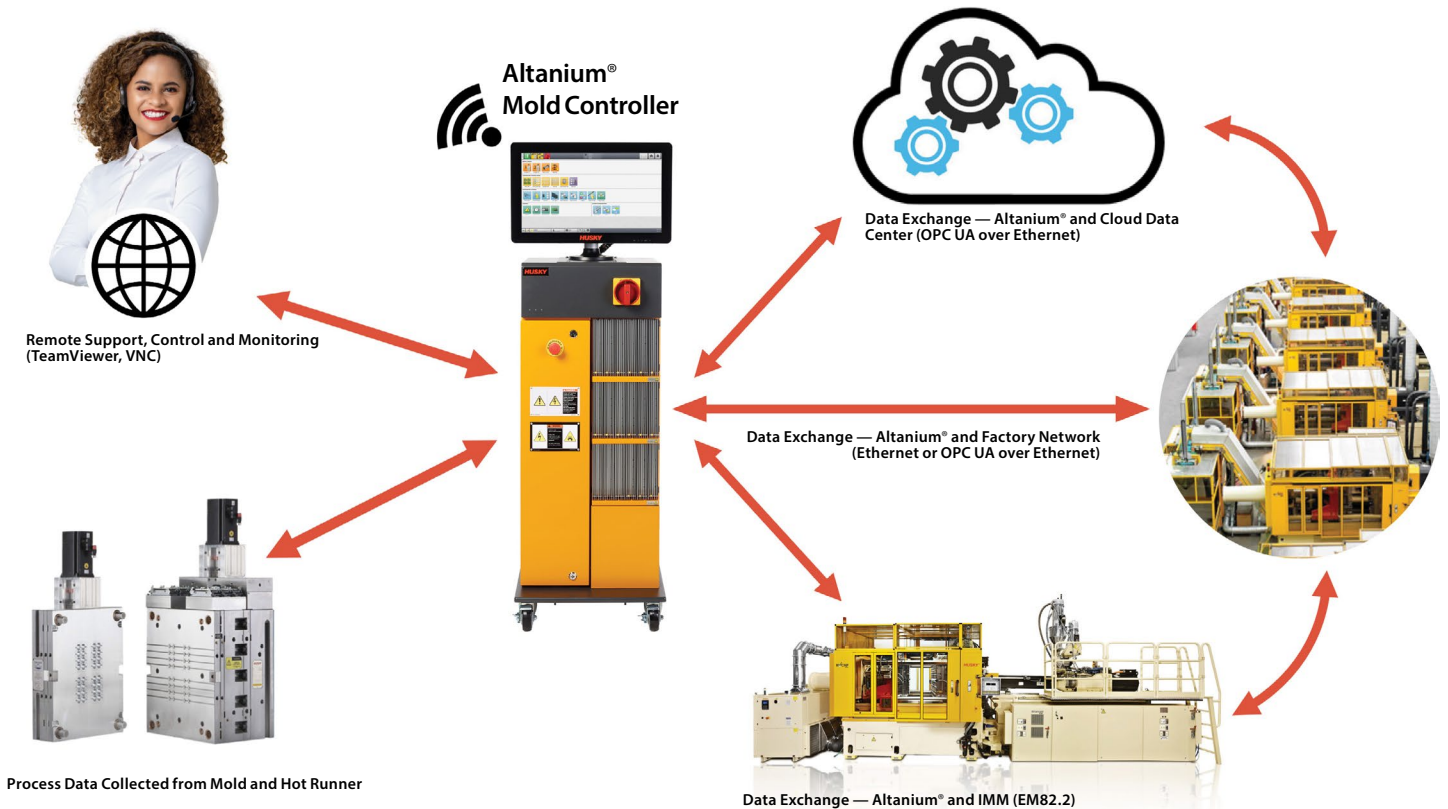 Altanium®
Mold Controller
HUSKY
HUSKY
Data Exchange — Altanium® and Cloud Data
Center (OPC UA over Ethernet)
Remote Support, Control and Monitoring
(TeamViewer, VNC)
Data Exchange — Altanium® and Factory Network
(Ethernet or OPC UA over Ethernet)
HUSKY
Process Data Collected from Mold and Hot Runner
Data Exchange — Altanium® and IMM (EM82.2)